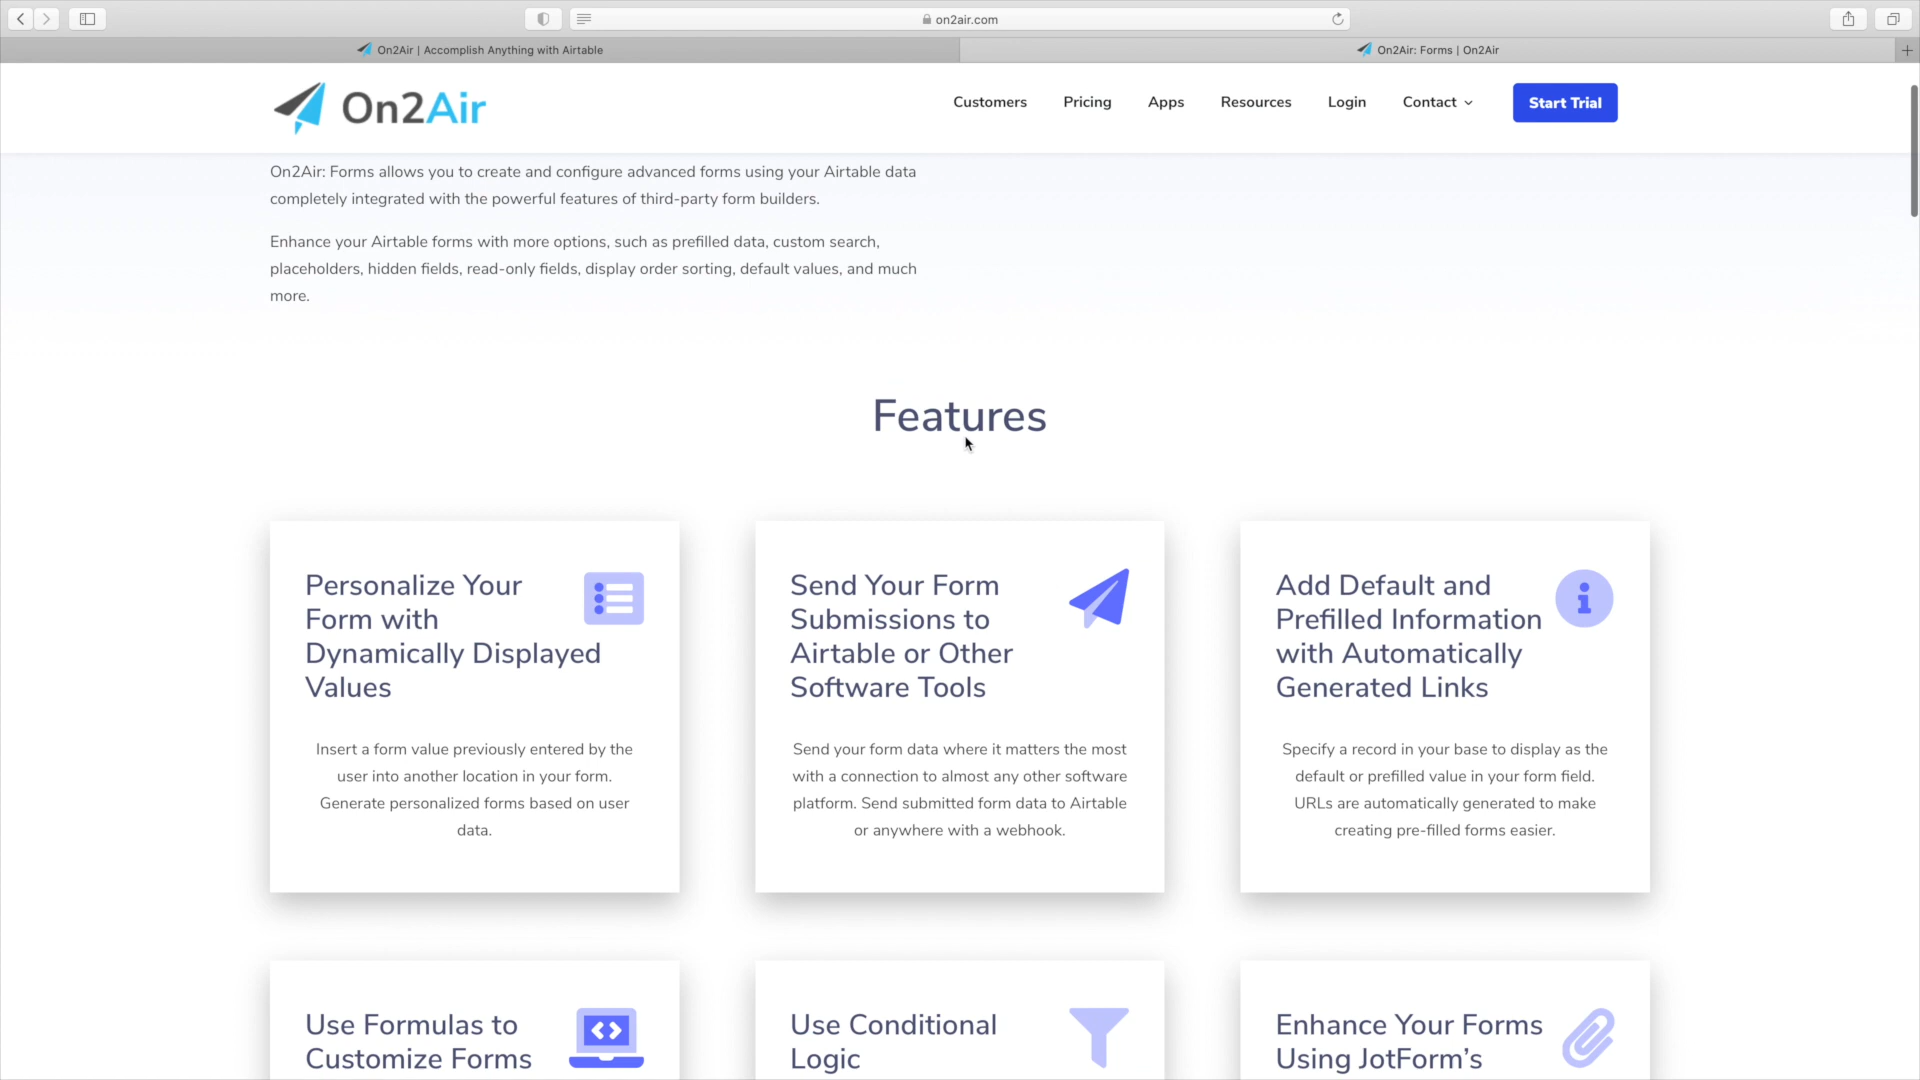 on2air.com
On2Air | Accomplish Anything with Airtable
On2Air: Forms | On2Air
On2Air
Customers
Pricing
Apps
Resources
Login
Contact
Start Trial
On2Air: Forms allows you to create and configure advanced forms using your Airtable data
completely integrated with the powerful features of third-party form builders.
Enhance your Airtable forms with more options, such as prefilled data, custom search,
placeholders, hidden fields, read-only fields, display order sorting, default values, and much
more.
Features
Personalize Your
Form with
Dynamically Displayed
Values
Insert a form value previously entered by the
user into another location in your form.
Generate personalized forms based on user
data.
Send Your Form
Submissions to
Airtable or Other
Software Tools
Send your form data where it matters the most
with a connection to almost any other software
platform. Send submitted form data to Airtable
or anywhere with a webhook.
Add Default and
Prefilled Information
with Automatically
Generated Links
Specify a record in your base to display as the
default or prefilled value in your form field.
URLs are automatically generated to make
creating pre-filled forms easier.
Use Formulas to
Customize Forms
Use Conditional
Logic
Enhance Your Forms
Using JotForm’s